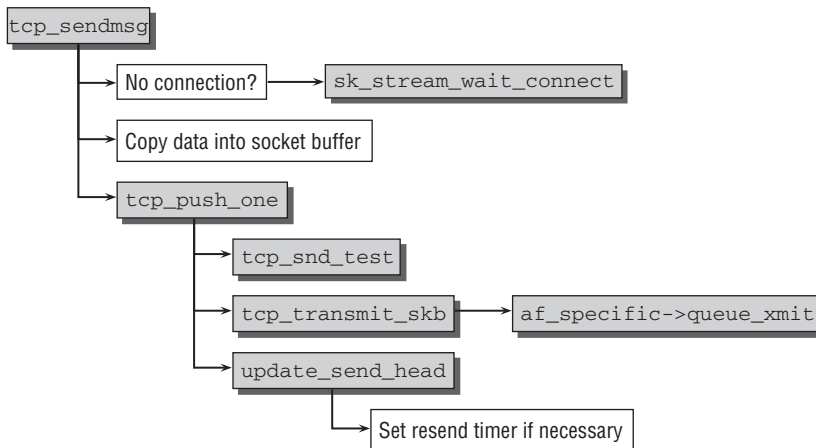 tcp_sendmsg
No connection?
sk_stream_wait_connect
Copy data into socket buffer
tcp_push_one
tcp_snd_test
tcp_transmit_skb
af_specific->queue_xmit
update_send_head
Set resend timer if necessary